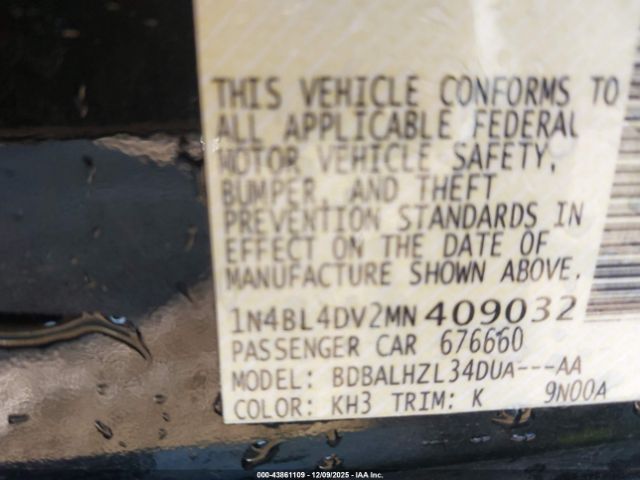 THIS VEHICLE CONFORMS TO
ALL APPLICABLE FEDERAL
MOTOR VEHICLE SAFETY,
BUMPER, AND THEFT
PREVENTION STANDARDS IN
EFFECT ON THE DATE OF
MANUFACTURE SHOWN ABOVE.
1N4BL4DV2MN409032
PASSENGER CAR 676660
MODEL: BDBALHZL34DUA---AA
COLOR: KH3 TRIM: K 9N00A
000-43861109 - 12/09/2025 - IAA Inc.